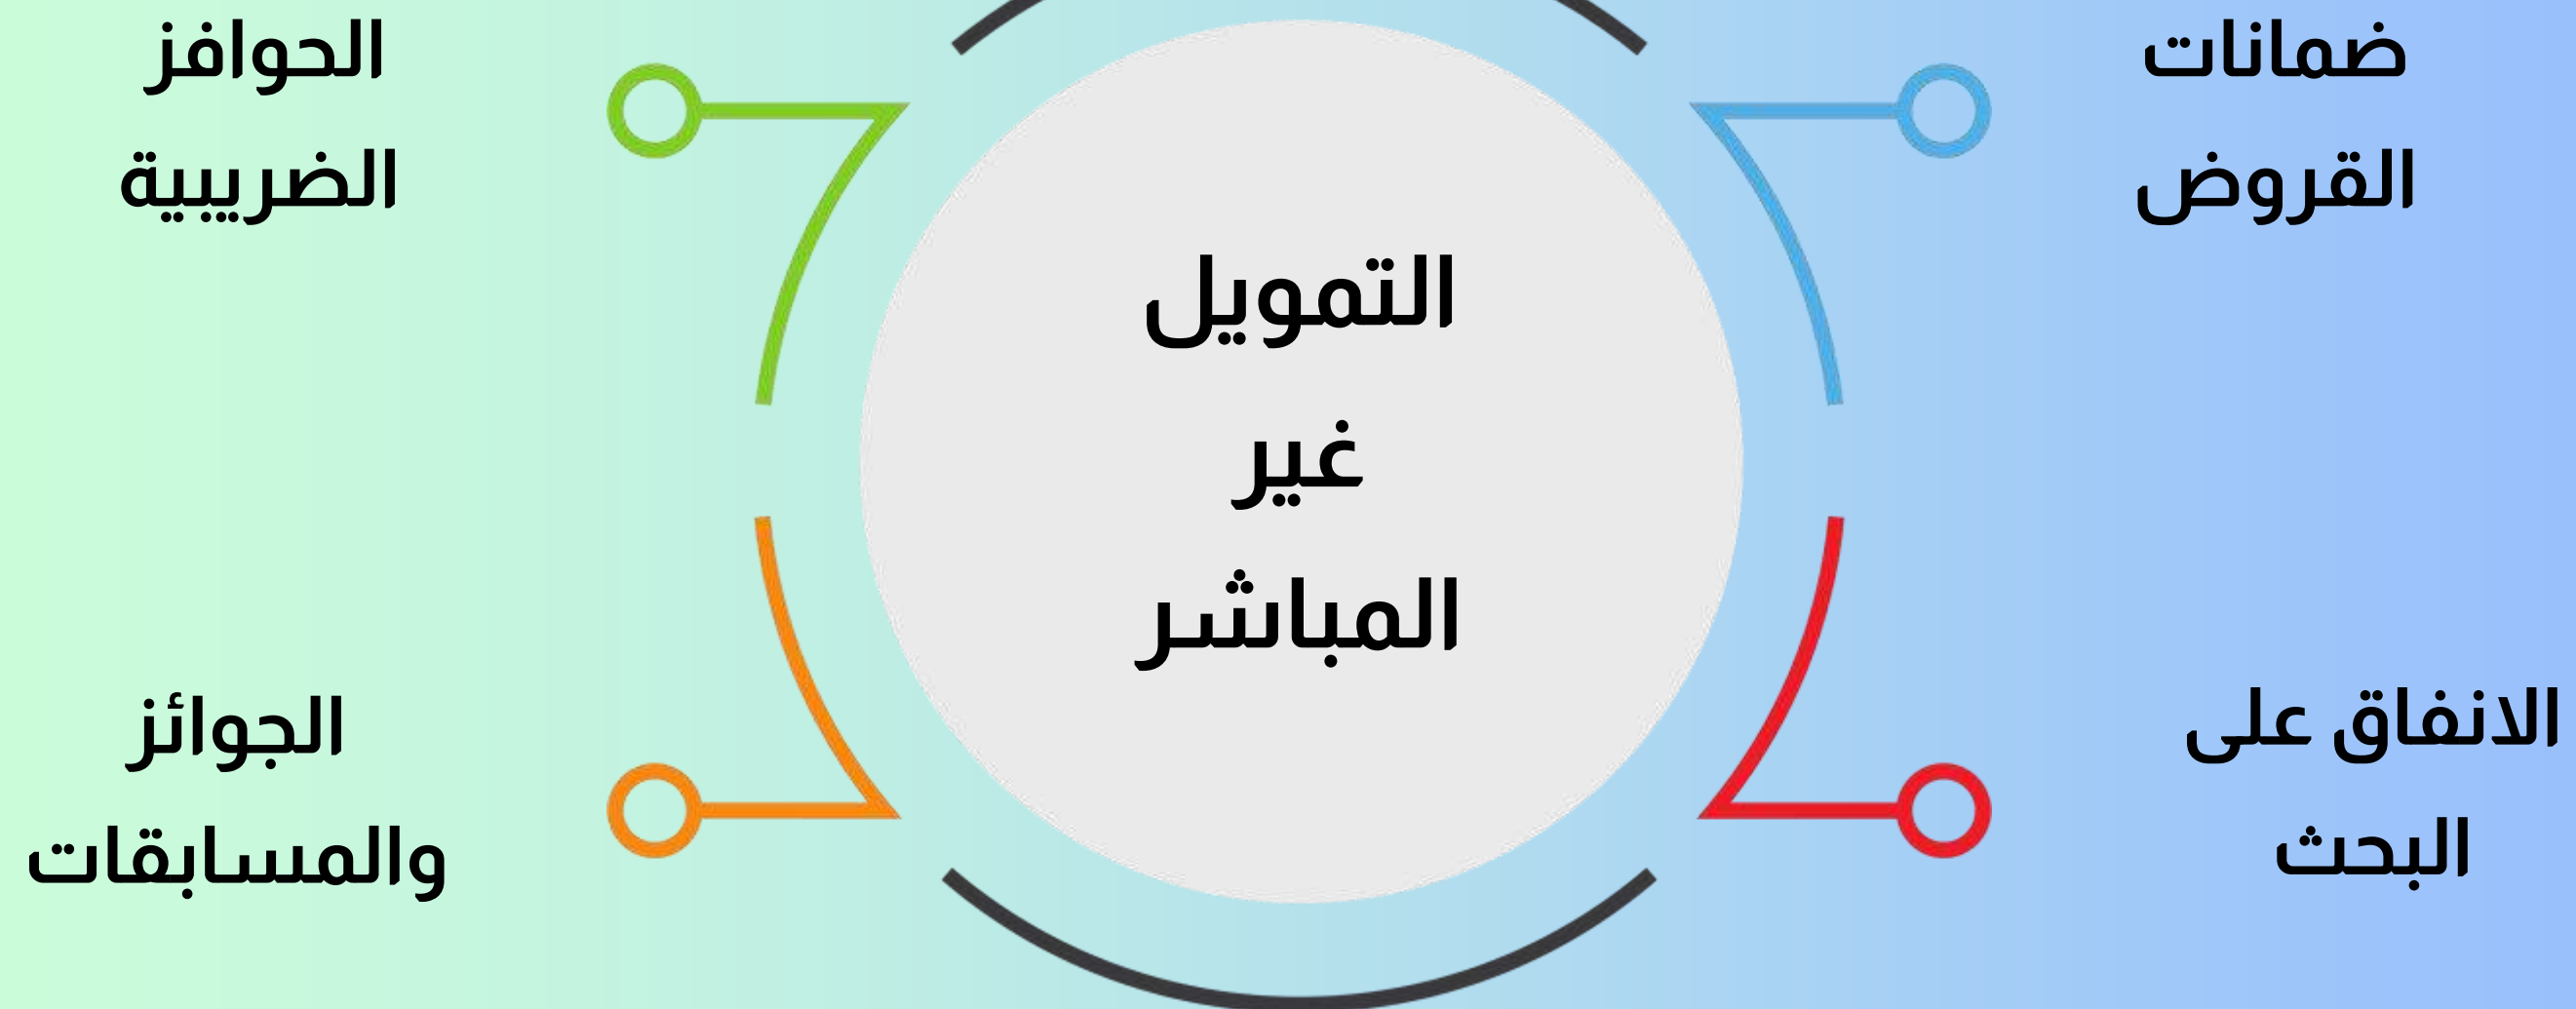 ضمانات
القروض
الحوافز
الضريبية
التمويل
غير
المباشر
الانفاق على
البحث
الجوائز
والمسابقات